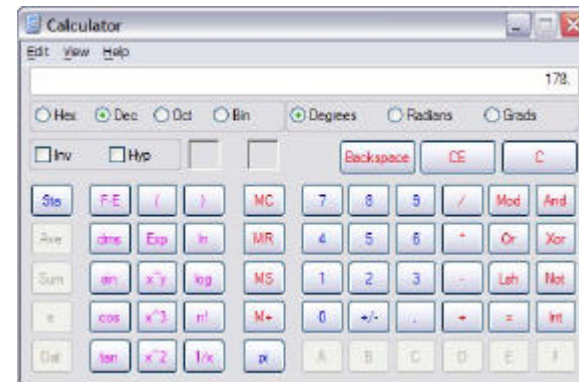 Calculator
Edit View Help
178.
Hex Dec Oct Bin Degrees Radians Grads
Inv Hyp Backspace CE C
Sta F-E ( ) MC 7 8 9 / Mod And
Ave dms Exp ln MR 4 5 6 * Or Xor
Sum sin x^y log MS 1 2 3 - Lsh Not
s cos x^3 n! M+ 0 +/- . + = Int
Dat tan x^2 1/x pi A B C D E F